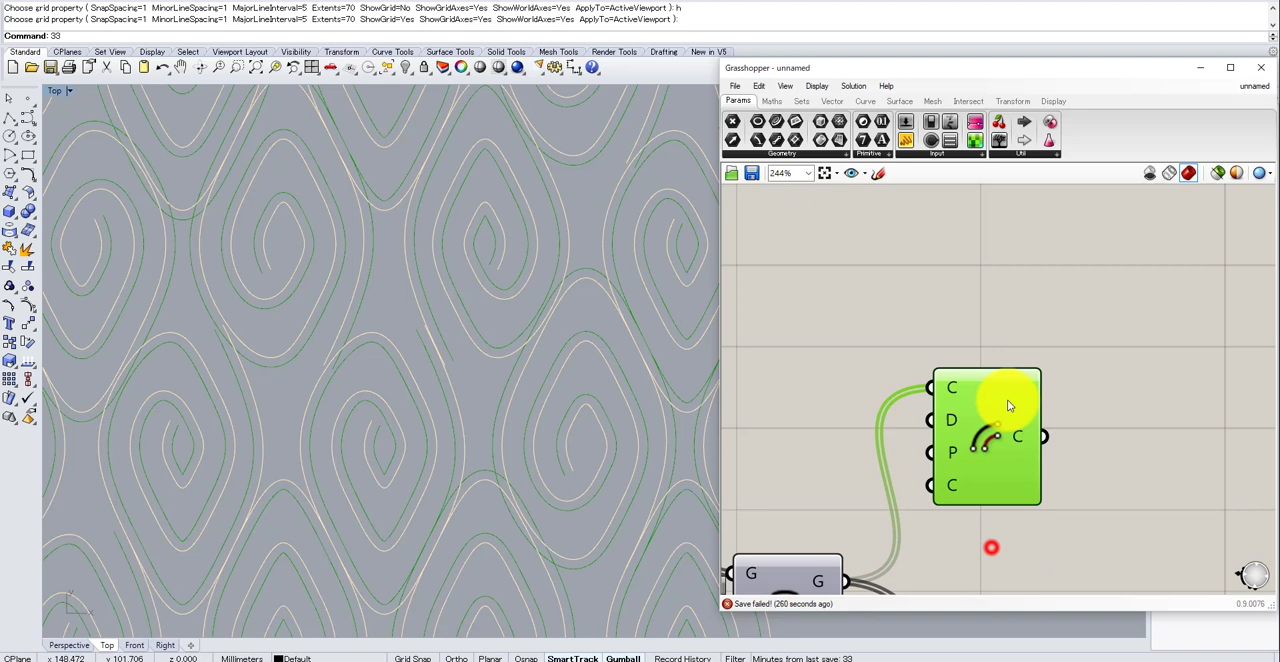 Choose grid property ( SnapSpacing=1 MinorLineSpacing=1 MajorLineInterval=5 Extents=70 ShowGrid=No ShowGridAxes=Yes ShowWorldAxes=Yes ApplyTo=ActiveViewport ): h
Choose grid property ( SnapSpacing=1 MinorLineSpacing=1 MajorLineInterval=5 Extents=70 ShowGrid=Yes ShowGridAxes=Yes ShowWorldAxes=Yes ApplyTo=ActiveViewport ):
Command: 33
Standard CPlanes Set View Display Select Viewport Layout Visibility Transform Curve Tools Surface Tools Solid Tools Mesh Tools Render Tools Drafting New in V5
Top
Grasshopper - unnamed
File Edit View Display Solution Help unnamed
Params Maths Sets Vector Curve Surface Mesh Intersect Transform Display
Geometry Primitive Input Util
244%
C
D
P
C
C
G G
Save failed! (260 seconds ago) 0.9.0076
Perspective Top Front Right
CPlane x 148.472 y 101.706 z 0.000 Millimeters Default Grid Snap Ortho Planar Osnap SmartTrack Gumball Record History Filter Minutes from last save: 33